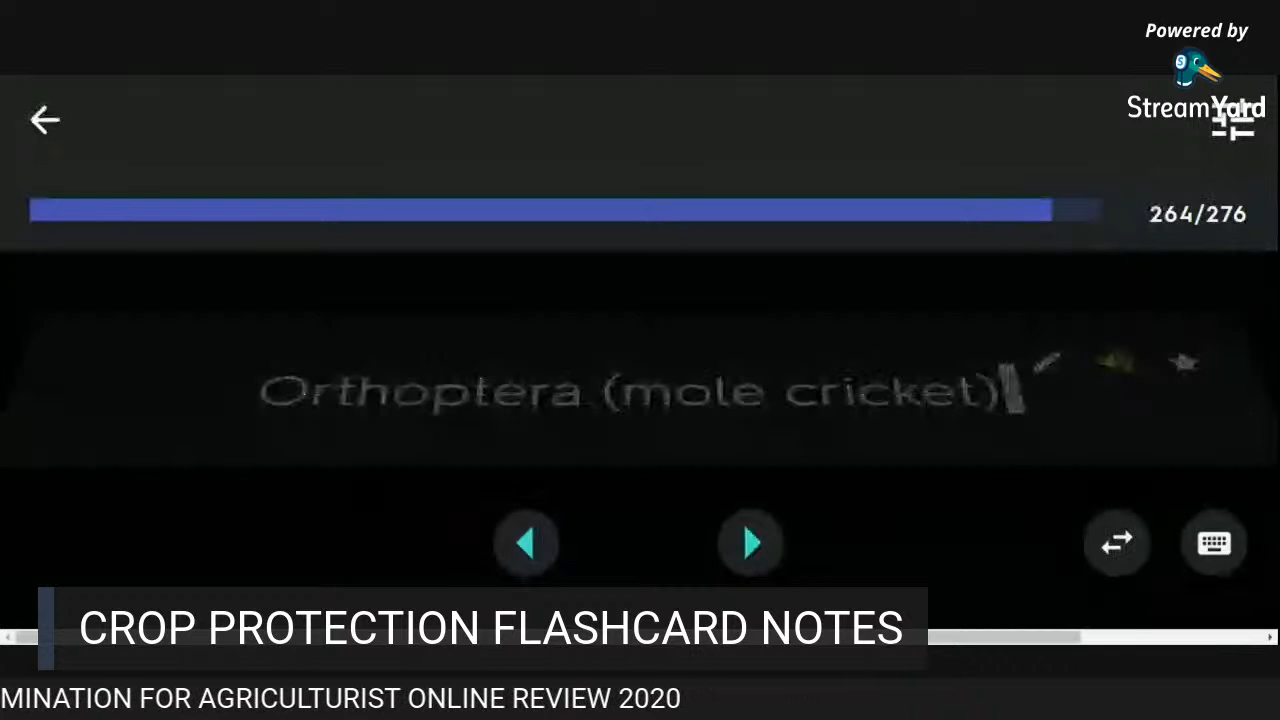 Powered by
StreamYard
264/276
Orthoptera (mole cricket)
CROP PROTECTION FLASHCARD NOTES
MINATION FOR AGRICULTURIST ONLINE REVIEW 2020